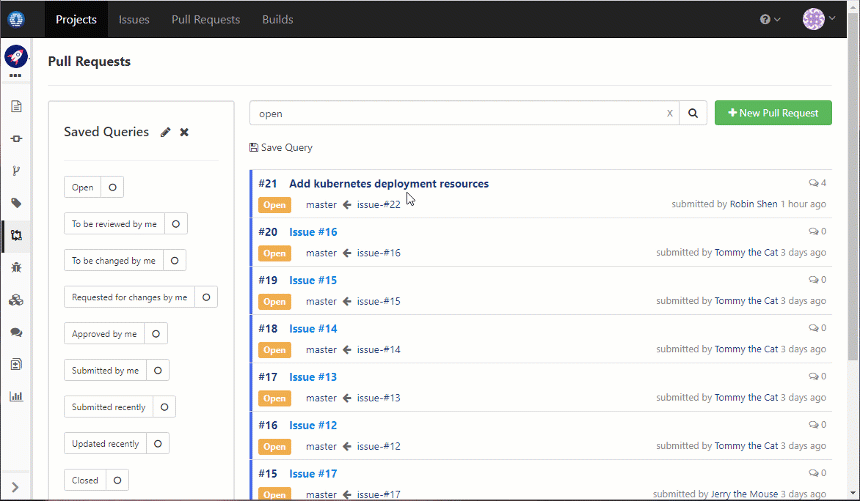 Projects Issues Pull Requests Builds
Pull Requests
Saved Queries
Open
To be reviewed by me
To be changed by me
Requested for changes by me
Approved by me
Submitted by me
Submitted recently
Updated recently
Closed
open x New Pull Request
Save Query
#21 Add kubernetes deployment resources 4
Open master issue-#22 submitted by Robin Shen 1 hour ago
#20 Issue #16 0
Open master issue-#16 submitted by Tommy the Cat 3 days ago
#19 Issue #15 0
Open master issue-#15 submitted by Tommy the Cat 3 days ago
#18 Issue #14 0
Open master issue-#14 submitted by Tommy the Cat 3 days ago
#17 Issue #13 0
Open master issue-#13 submitted by Tommy the Cat 3 days ago
#16 Issue #12 0
Open master issue-#12 submitted by Tommy the Cat 3 days ago
#15 Issue #17 0
Open master issue-#17 submitted by Jerry the Mouse 3 days ago